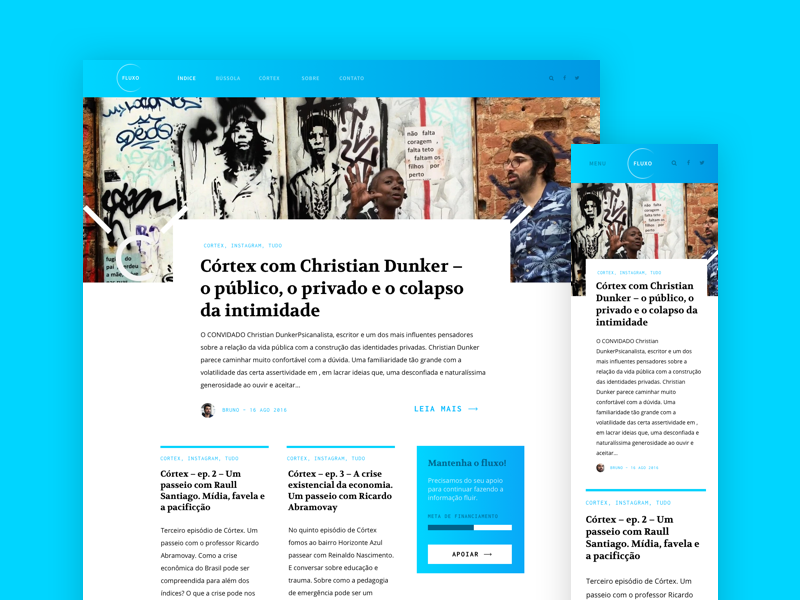 FLUXO
ÍNDICE BÚSSOLA CÓRTEX SOBRE CONTATO
não falta
coragem ,
falta teto
, faltam os
filhos por
perto
CORTEX, INSTAGRAM, TUDO
Córtex com Christian Dunker –
o público, o privado e o colapso
da intimidade
O CONVIDADO Christian DunkerPsicanalista, escritor e um dos mais influentes pensadores
sobre a relação da vida pública com a construção das identidades privadas. Christian Dunker
parece caminhar muito confortável com a dúvida. Uma familiaridade tão grande com a
volatilidade das certa assertividade em , em lacrar ideias que, uma desconfiada e naturalíssima
generosidade ao ouvir e aceitar...
BRUNO – 16 AGO 2016
LEIA MAIS →
CORTEX, INSTAGRAM, TUDO
Córtex – ep. 2 – Um
passeio com Raull
Santiago. Mídia, favela e
a pacificção
Terceiro episódio de Córtex. Um
passeio com o professor Ricardo
Abramovay. Como a crise
econômica do Brasil pode ser
compreendida para além dos
índices? O que a crise pode nos
CORTEX, INSTAGRAM, TUDO
Córtex – ep. 3 – A crise
existencial da economia.
Um passeio com Ricardo
Abramovay
No quinto episódio de Córtex
fomos ao bairro Horizonte Azul
passear com Reinaldo Nascimento.
E conversar sobre educação e
trauma. Sobre como a pedagogia
de emergência pode ser um
Mantenha o fluxo!
Precisamos do seu apoio
para continuar fazendo a
informação fluir.
META DE FINANCIAMENTO
APOIAR →
MENU
FLUXO
CORTEX, INSTAGRAM, TUDO
Córtex com Christian
Dunker – o público, o
privado e o colapso da
intimidade
O CONVIDADO Christian
DunkerPsicanalista, escritor e um dos
mais influentes pensadores sobre a
relação da vida pública com a construção
das identidades privadas. Christian
Dunker parece caminhar muito
confortável com a dúvida. Uma
familiaridade tão grande com a
volatilidade das certa assertividade em ,
em lacrar ideias que, uma desconfiada e
naturalíssima generosidade ao ouvir e
aceitar...
BRUNO – 16 AGO 2016
CORTEX, INSTAGRAM, TUDO
Córtex – ep. 2 – Um
passeio com Raull
Santiago. Mídia, favela e
a pacificção
Terceiro episódio de Córtex. Um
passeio com o professor Ricardo